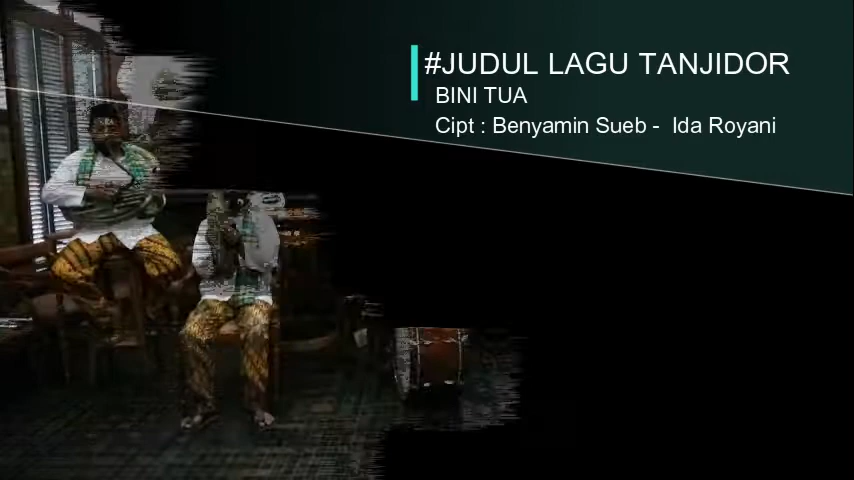 #JUDUL LAGU TANJIDOR
BINI TUA
Cipt : Benyamin Sueb - Ida Royani